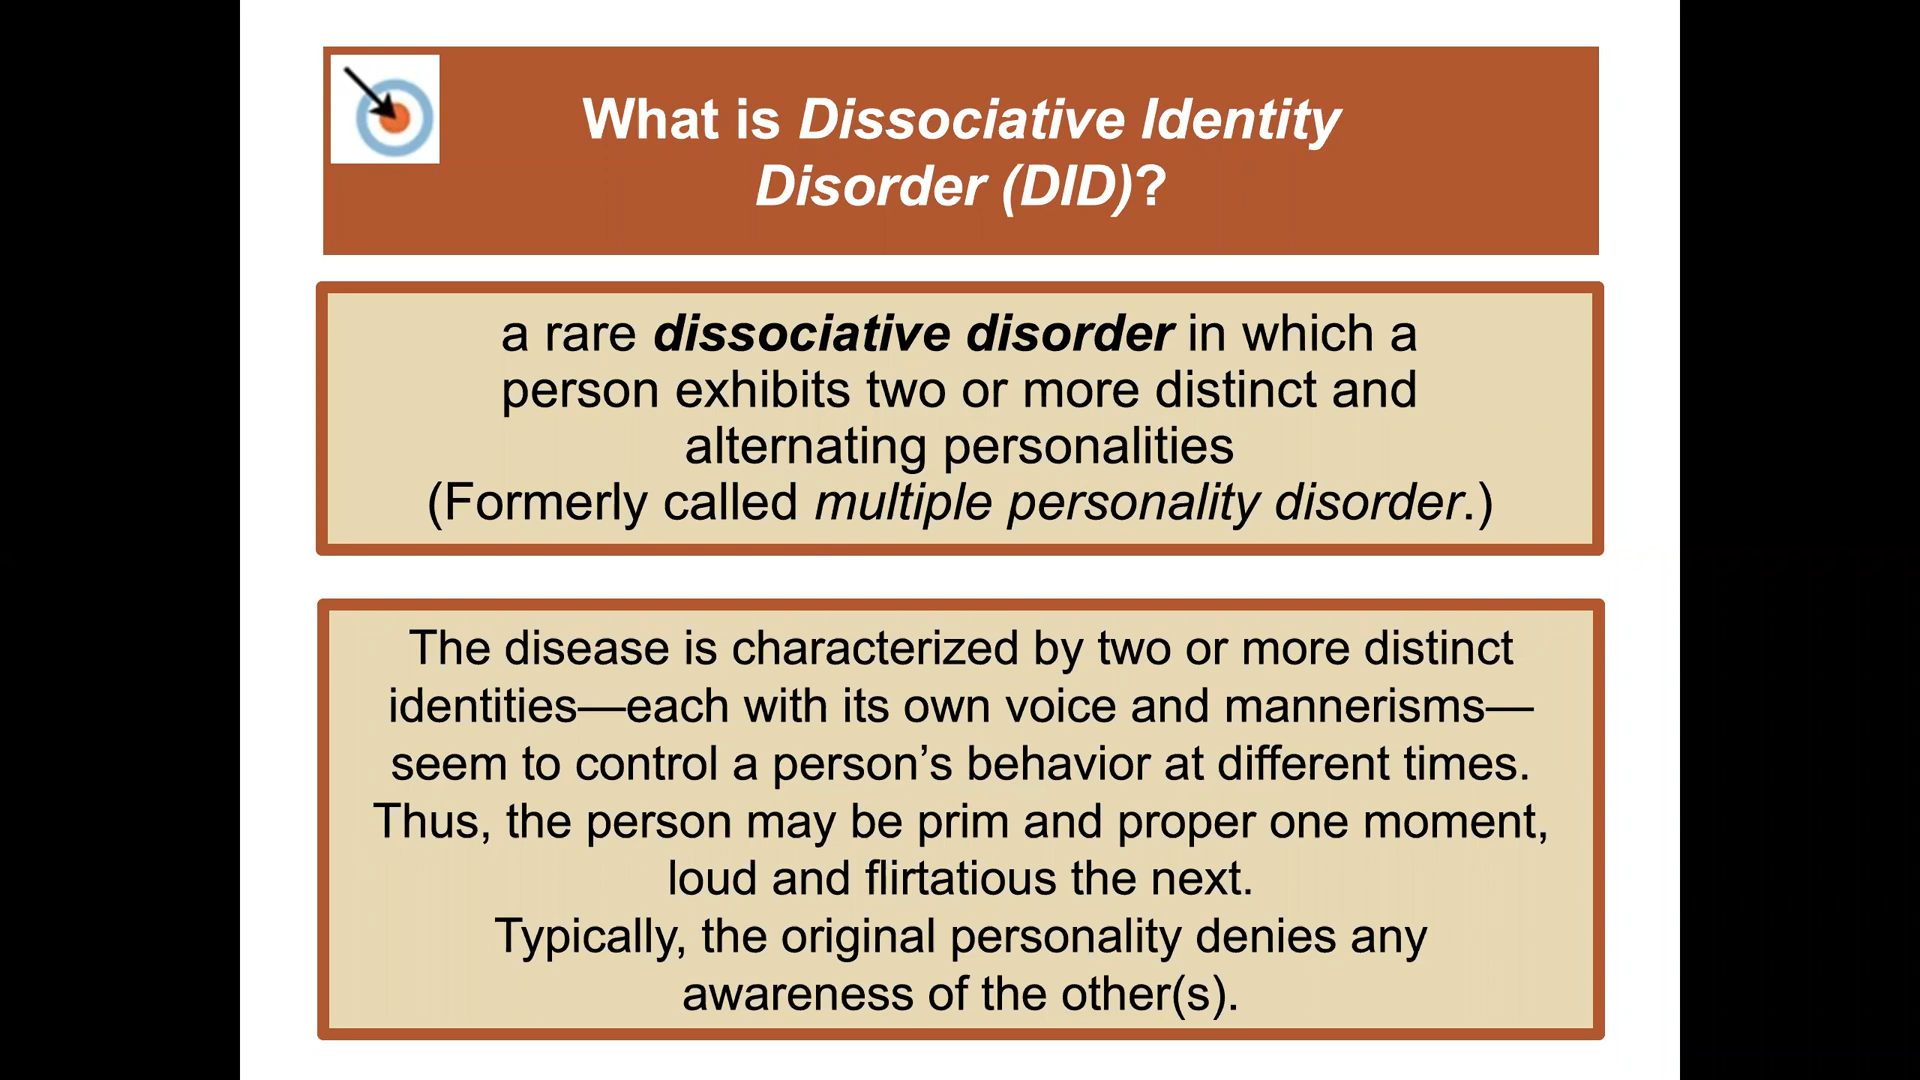 What is Dissociative Identity
Disorder (DID)?
a rare dissociative disorder in which a
person exhibits two or more distinct and
alternating personalities
(Formerly called multiple personality disorder.)
The disease is characterized by two or more distinct
identities—each with its own voice and mannerisms—
seem to control a person’s behavior at different times.
Thus, the person may be prim and proper one moment,
loud and flirtatious the next.
Typically, the original personality denies any
awareness of the other(s).